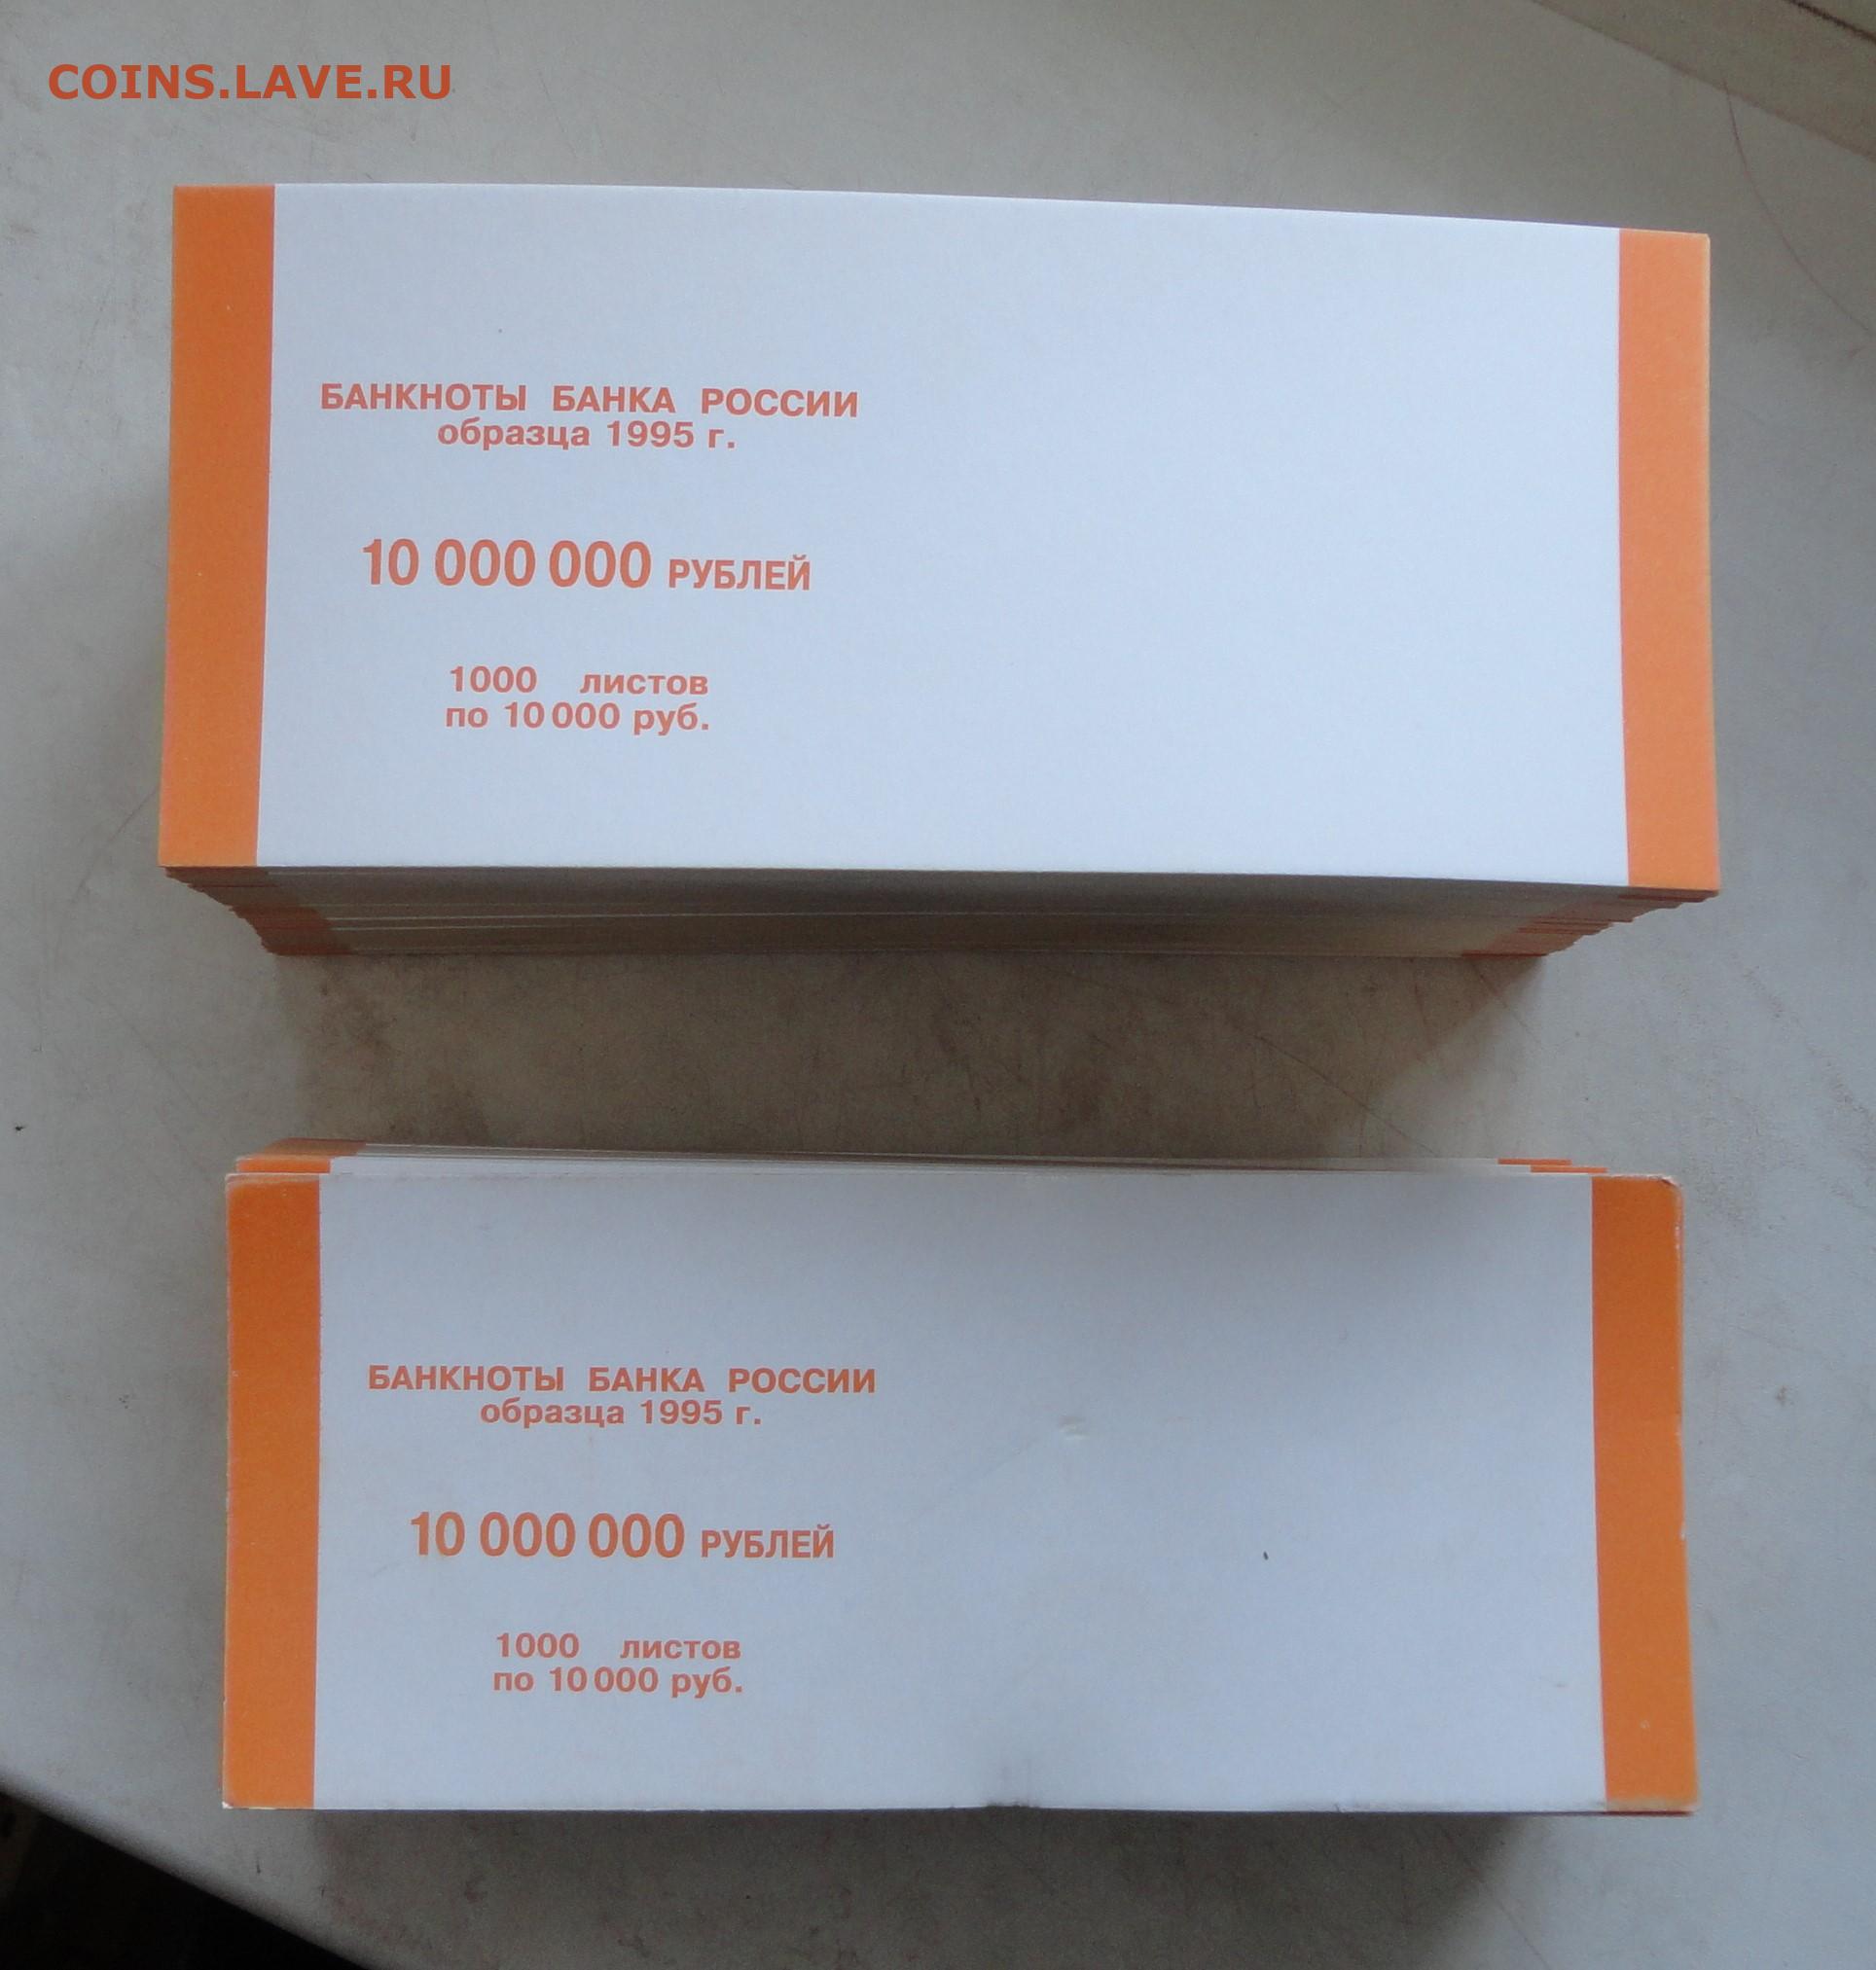 COINS.LAVE.RU
БАНКНОТЫ БАНКА РОССИИ
образца 1995 г.
10 000 000 РУБЛЕЙ
1000 листов
по 10 000 руб.
БАНКНОТЫ БАНКА РОССИИ
образца 1995 г.
10 000 000 РУБЛЕЙ
1000 листов
по 10 000 руб.